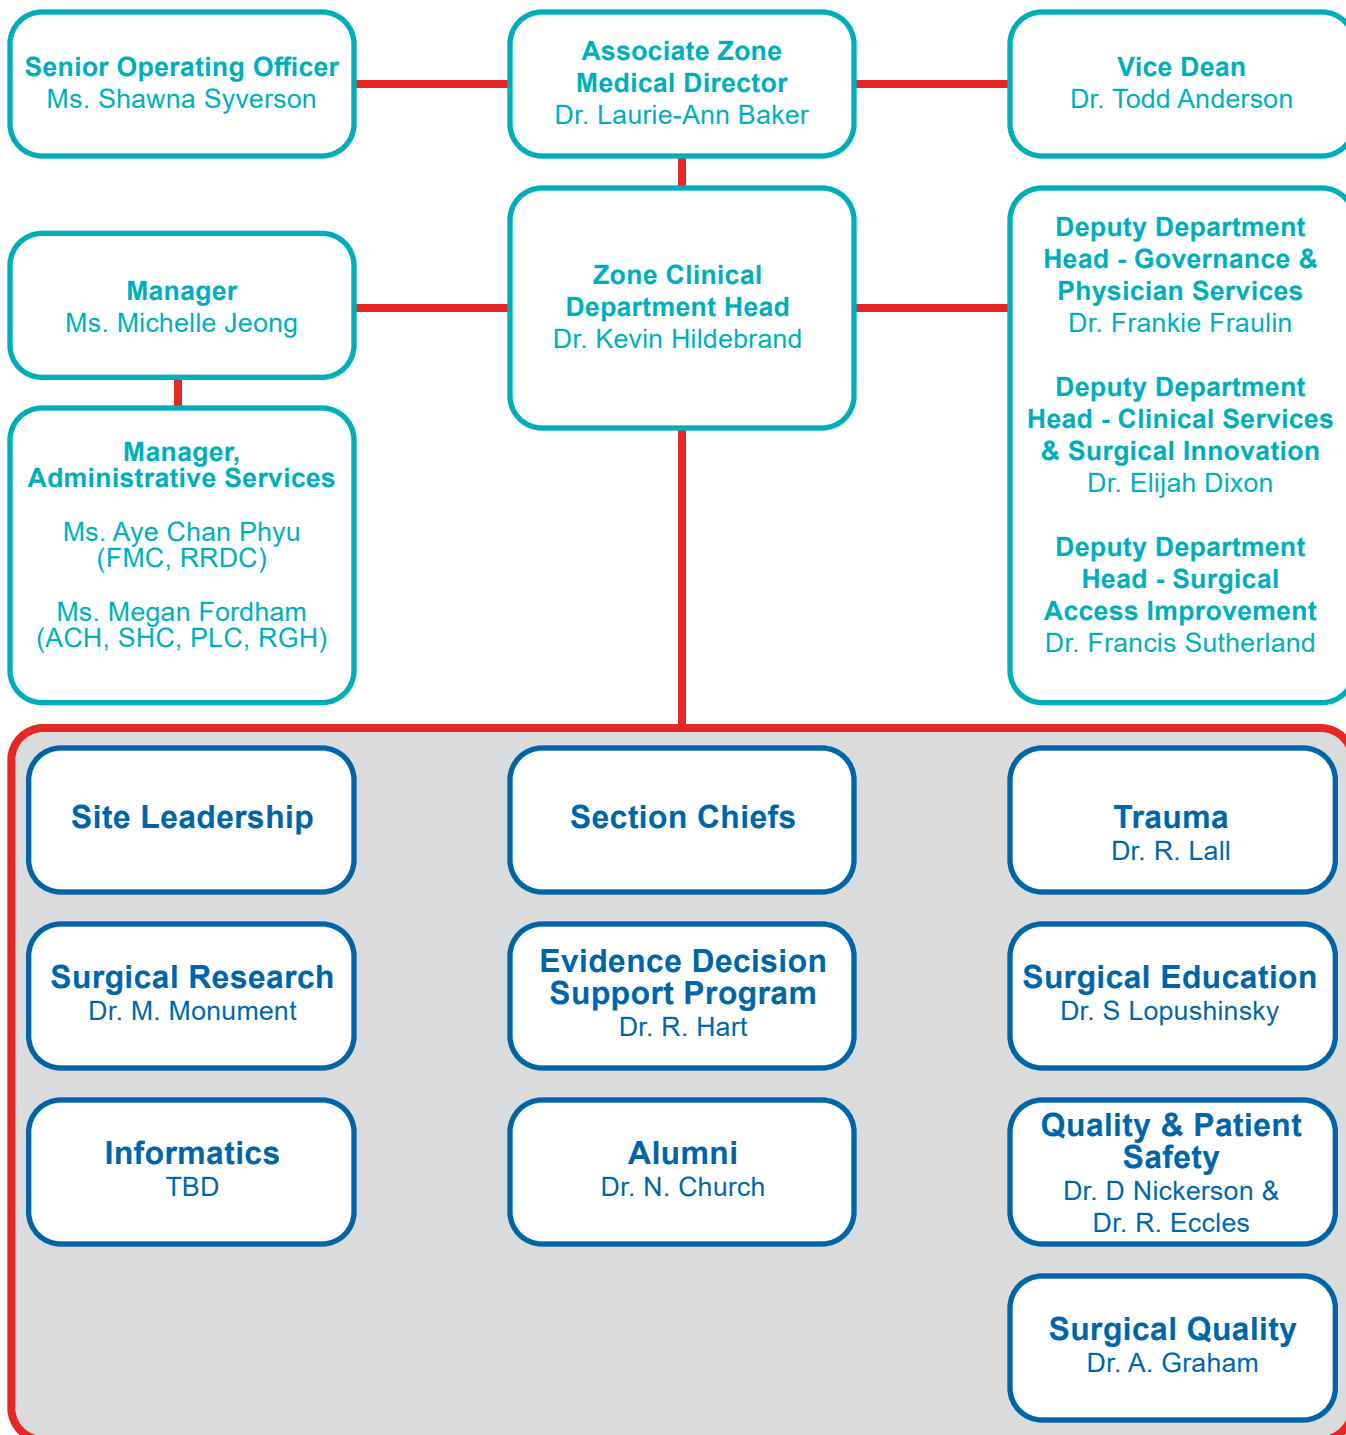 Senior Operating Officer
Ms. Shawna Syverson
Associate Zone
Medical Director
Dr. Laurie-Ann Baker
Vice Dean
Dr. Todd Anderson
Manager
Ms. Michelle Jeong
Zone Clinical
Department Head
Dr. Kevin Hildebrand
Deputy Department
Head - Governance &
Physician Services
Dr. Frankie Fraulin
Deputy Department
Head - Clinical Services
& Surgical Innovation
Dr. Elijah Dixon
Deputy Department
Head - Surgical
Access Improvement
Dr. Francis Sutherland
Manager,
Administrative Services
Ms. Aye Chan Phyu
(FMC, RRDC)
Ms. Megan Fordham
(ACH, SHC, PLC, RGH)
Site Leadership
Section Chiefs
Trauma
Dr. R. Lall
Surgical Research
Dr. M. Monument
Evidence Decision
Support Program
Dr. R. Hart
Surgical Education
Dr. S Lopushinsky
Informatics
TBD
Alumni
Dr. N. Church
Quality & Patient
Safety
Dr. D Nickerson &
Dr. R. Eccles
Surgical Quality
Dr. A. Graham